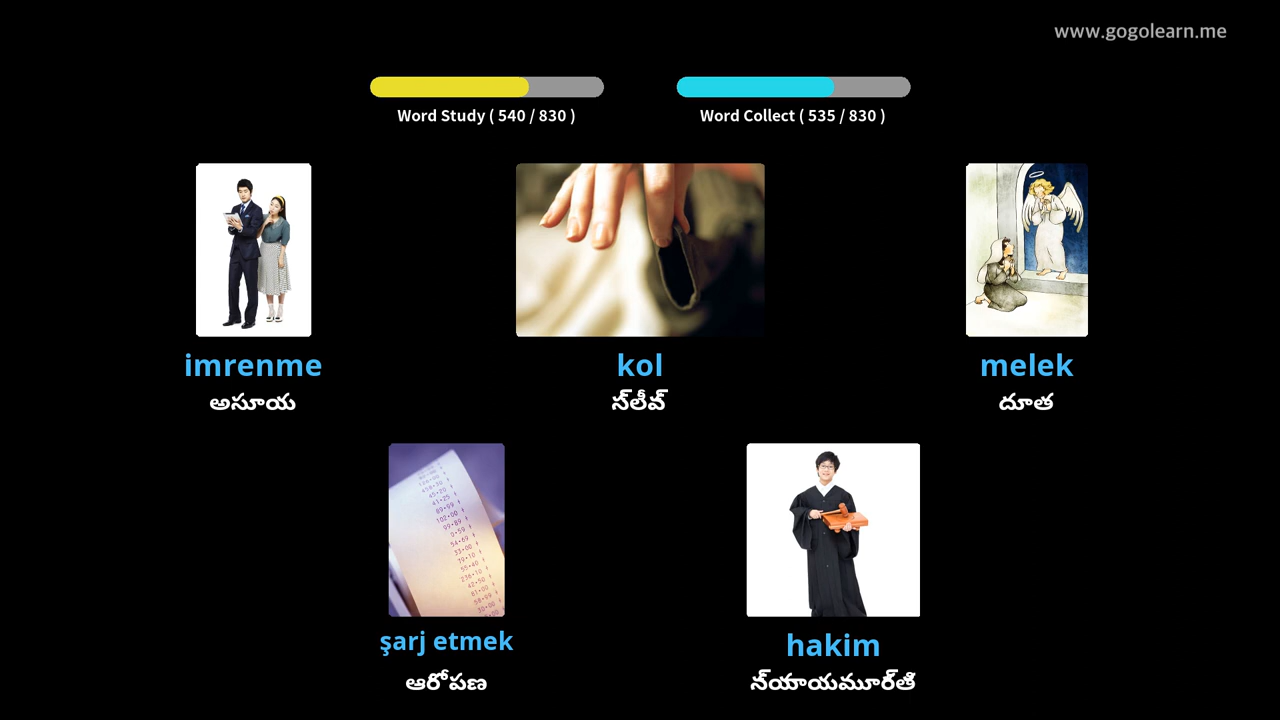 www.gogolearn.me
Word Study ( 540 / 830 )
Word Collect ( 535 / 830 )
imrenme
అసూయ
kol
స్‌లీవ్
melek
దూత
şarj etmek
ఆరోపణ
hakim
న్‌యాయమూర్‌తి